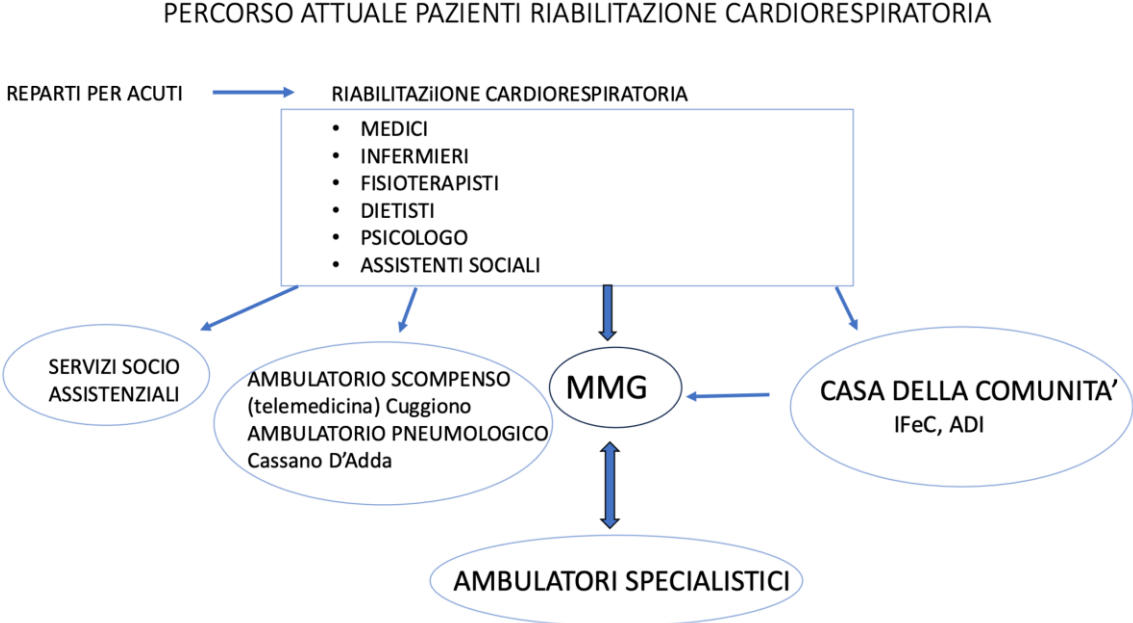 PERCORSO ATTUALE PAZIENTI RIABILITAZIONE CARDIORESPIRATORIA
REPARTI PER ACUTI
RIABILITAZiIONE CARDIORESPIRATORIA
• MEDICI
• INFERMIERI
• FISIOTERAPISTI
• DIETISTI
• PSICOLOGO
• ASSISTENTI SOCIALI
SERVIZI SOCIO
ASSISTENZIALI
AMBULATORIO SCOMPENSO
(telemedicina) Cuggiono
AMBULATORIO PNEUMOLOGICO
Cassano D’Adda
MMG
CASA DELLA COMUNITA’
IFeC, ADI
AMBULATORI SPECIALISTICI